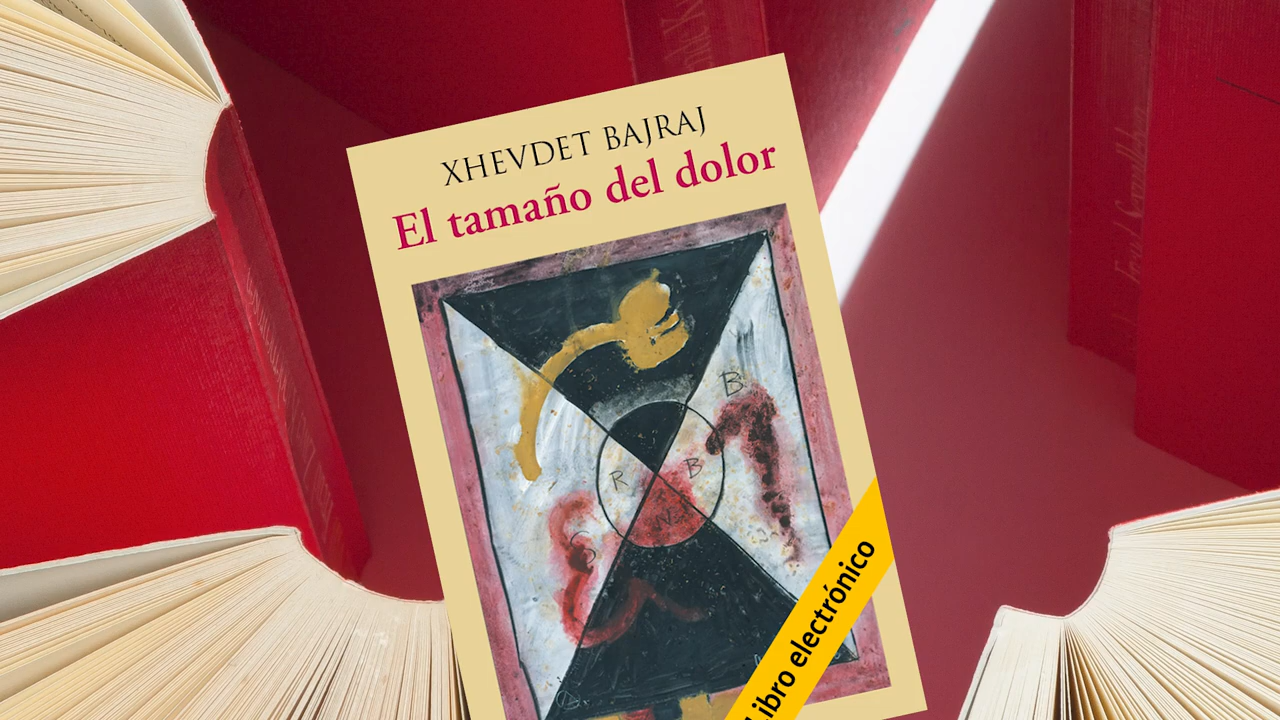 XHEVDET BAJRAJ
El tamaño del dolor
B
R
B
Libro electrónico